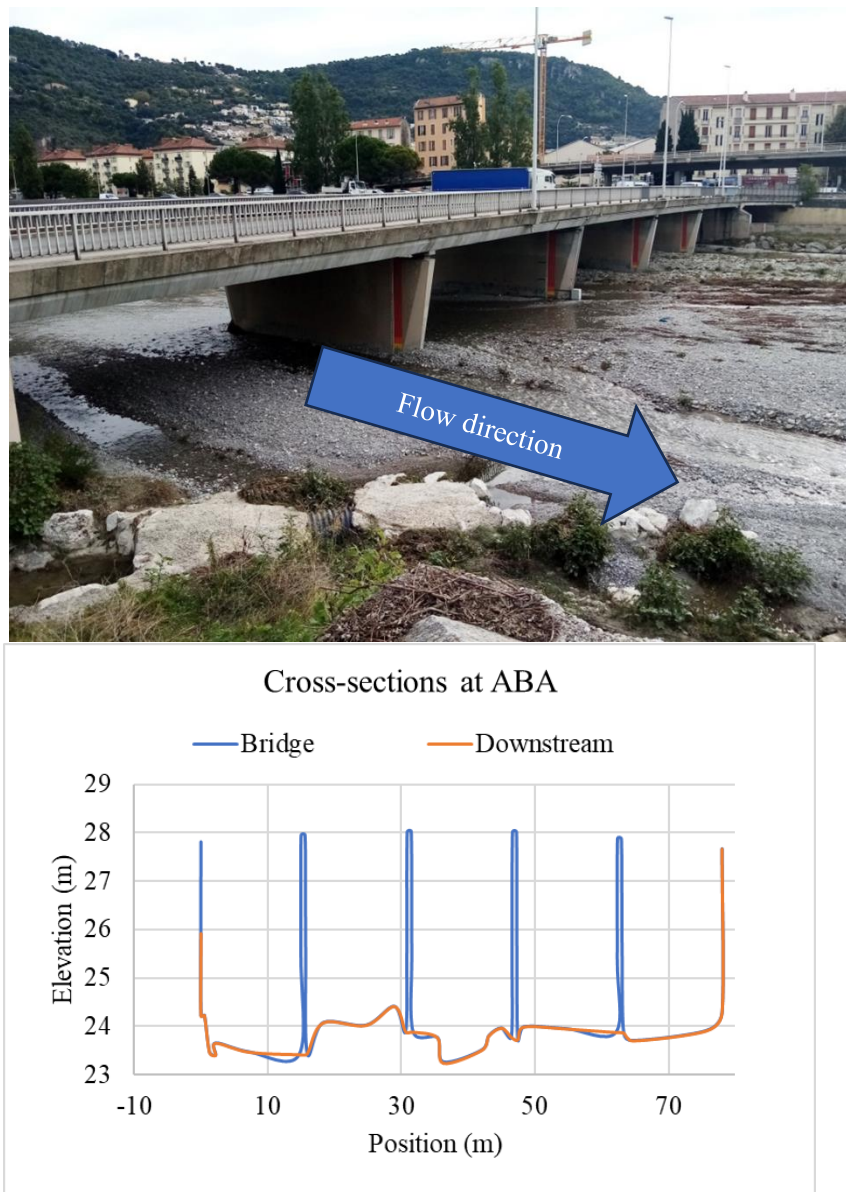 Flow direction
Cross-sections at ABA
Bridge Downstream
29
28
27
26
25
24
23
Elevation (m)
-10 10 30 50 70
Position (m)